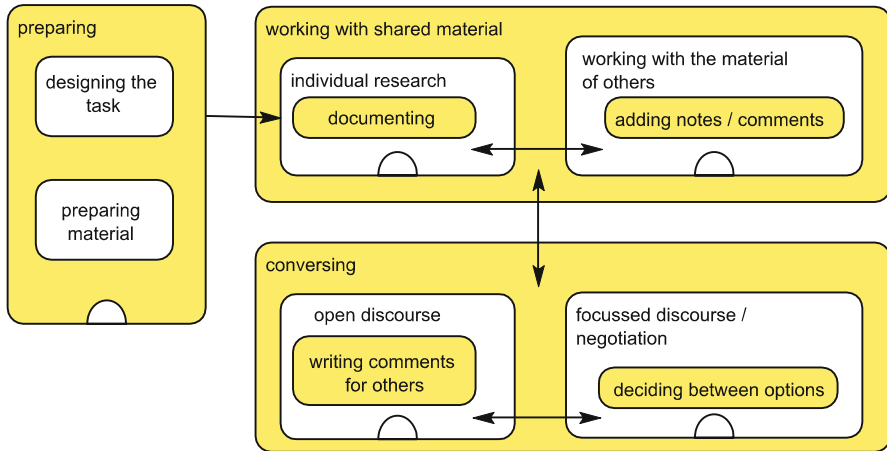 preparing
designing the
task
preparing
material
working with shared material
individual research
documenting
working with the material
of others
adding notes / comments
conversing
open discourse
writing comments
for others
focussed discourse /
negotiation
deciding between options